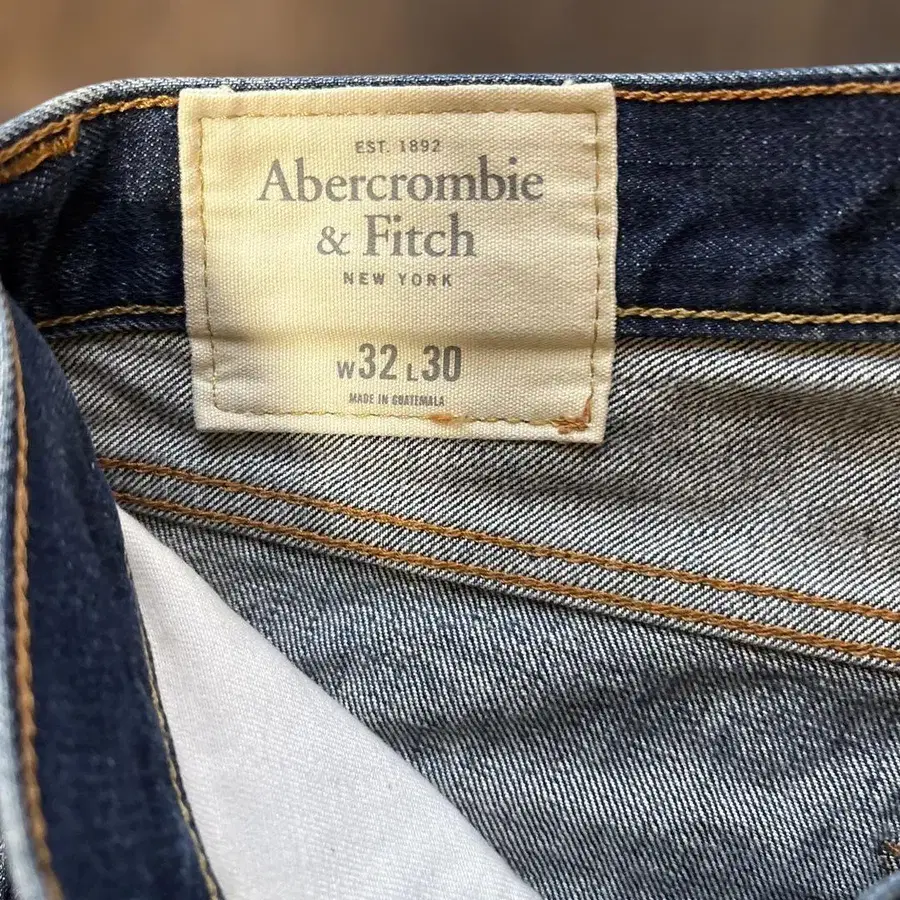 EST. 1892
Abercrombie
& Fitch
NEW YORK
W32 L30
MADE IN GUATEMALA